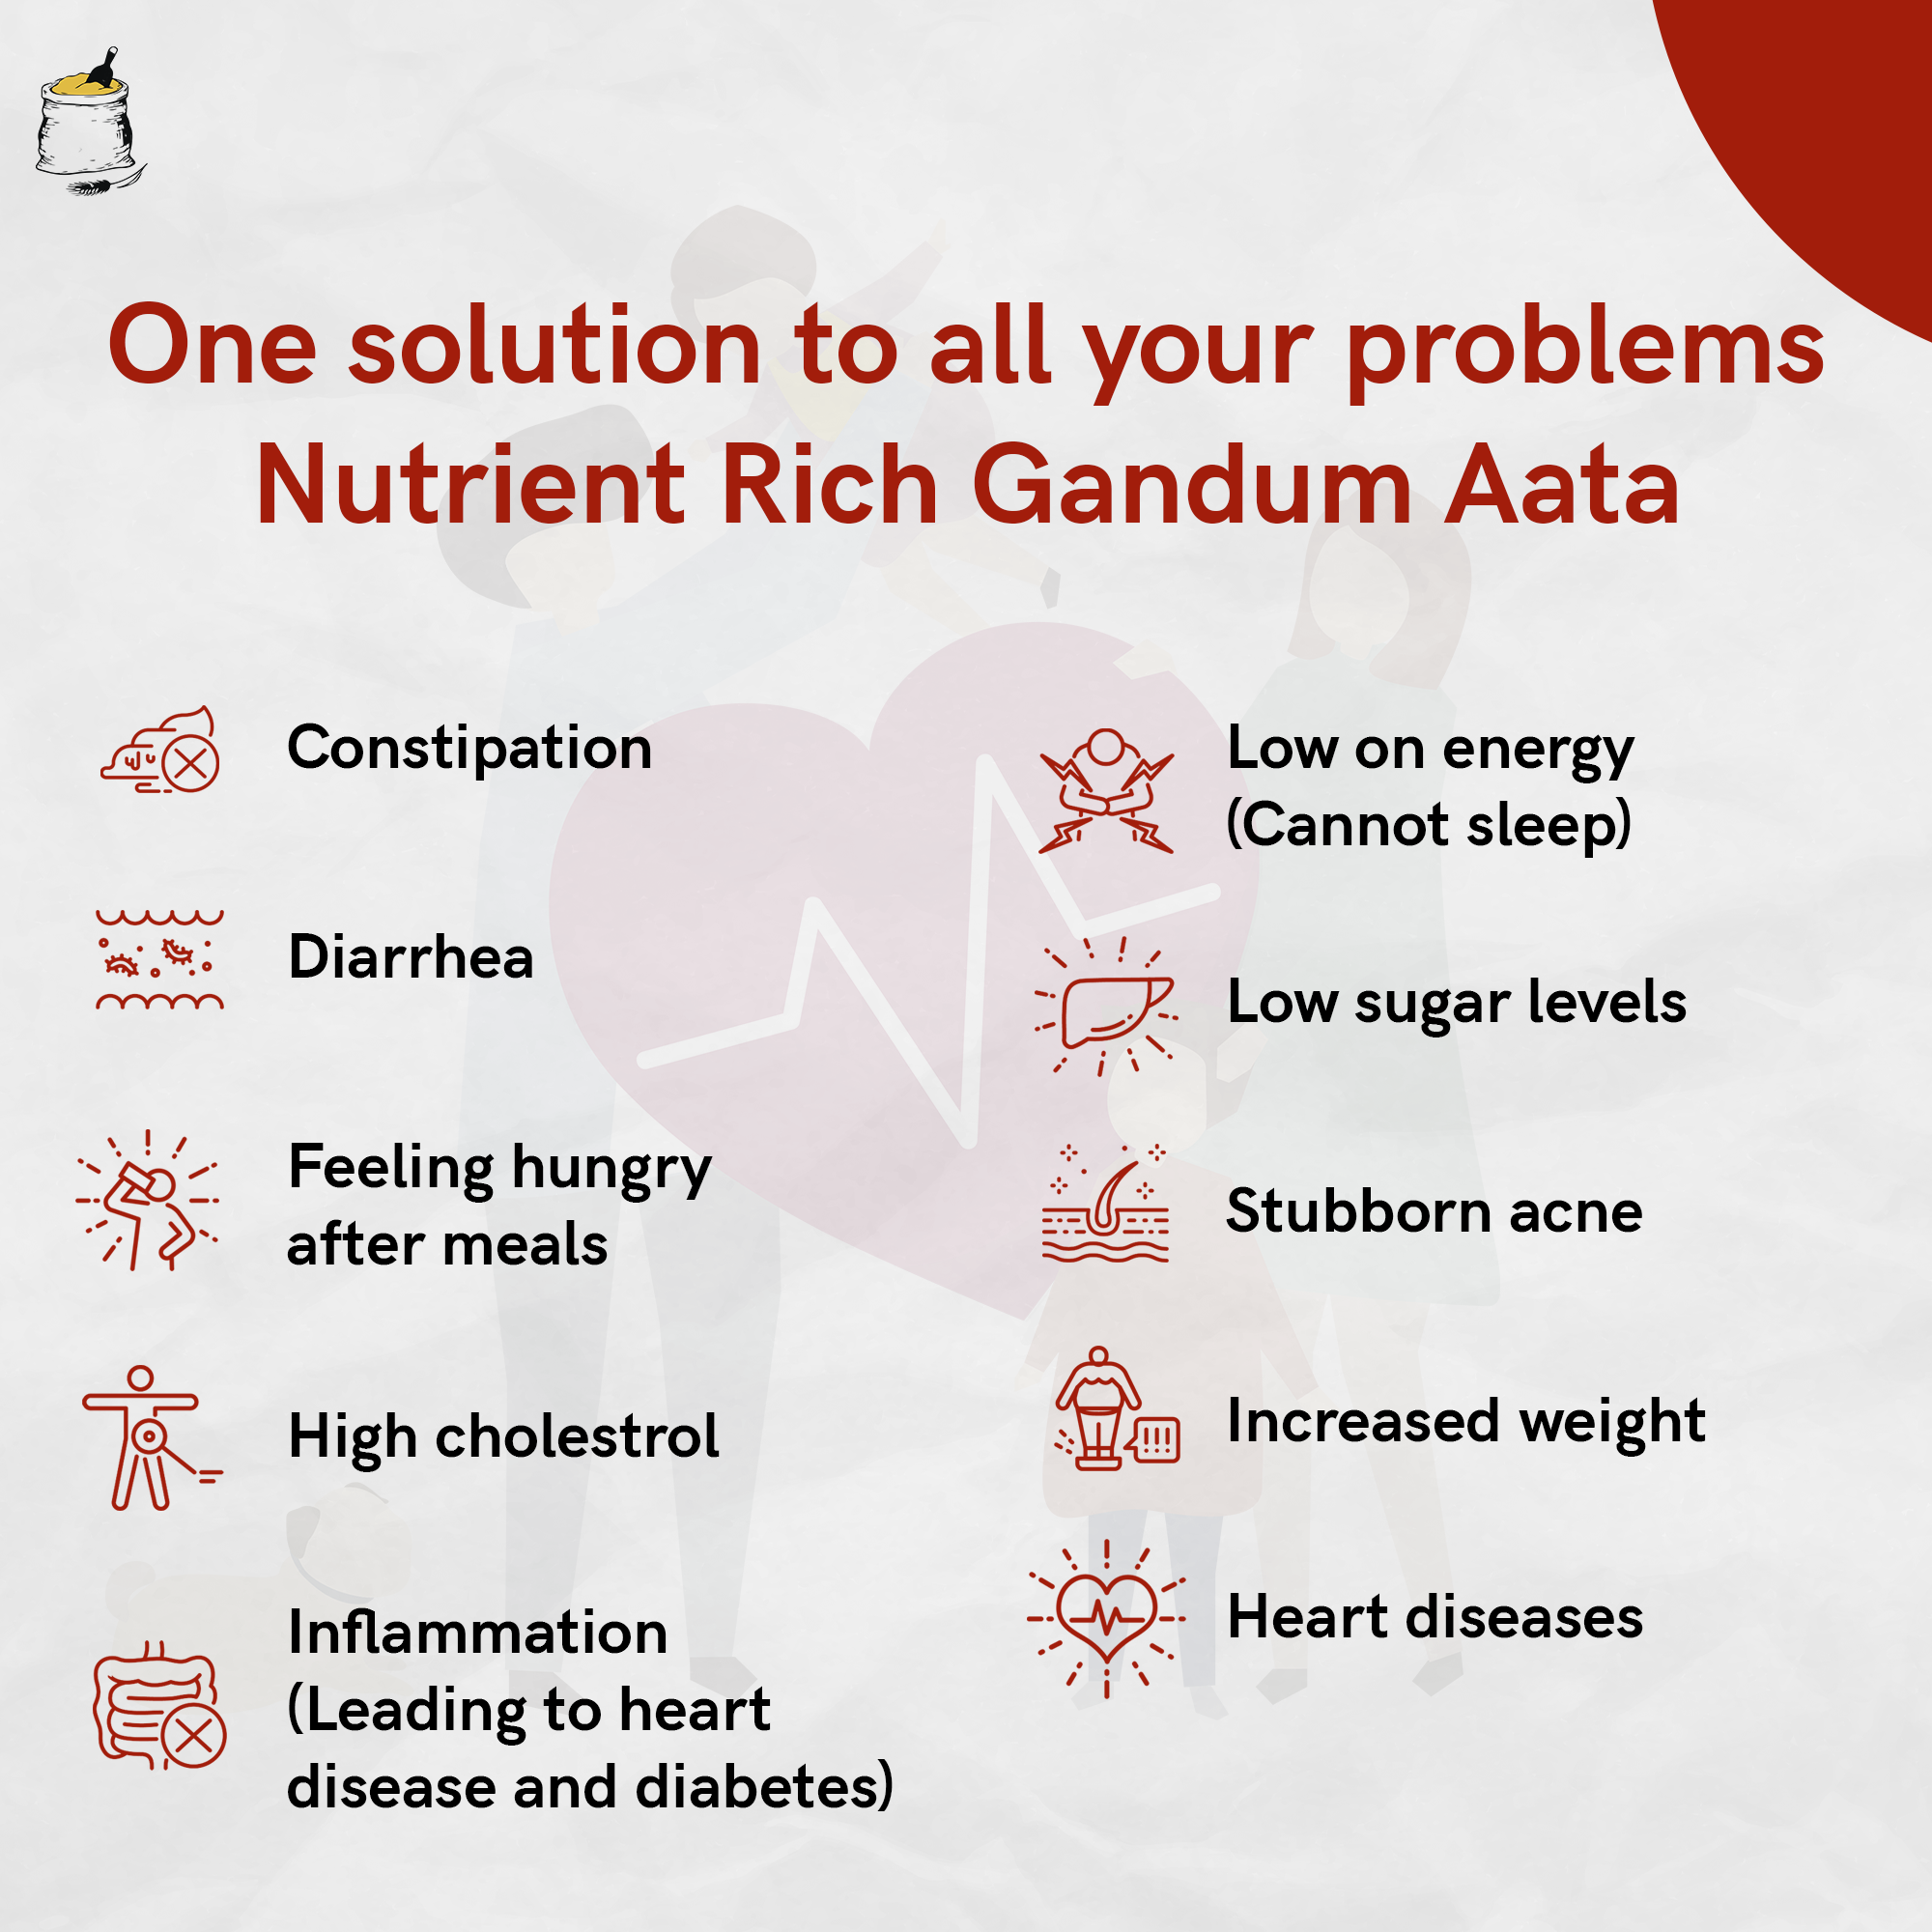 One solution to all your problems
Nutrient Rich Gandum Aata
Constipation
Diarrhea
Feeling hungry
after meals
High cholestrol
Inflammation
(Leading to heart
disease and diabetes)
Low on energy
(Cannot sleep)
Low sugar levels
Stubborn acne
Increased weight
Heart diseases